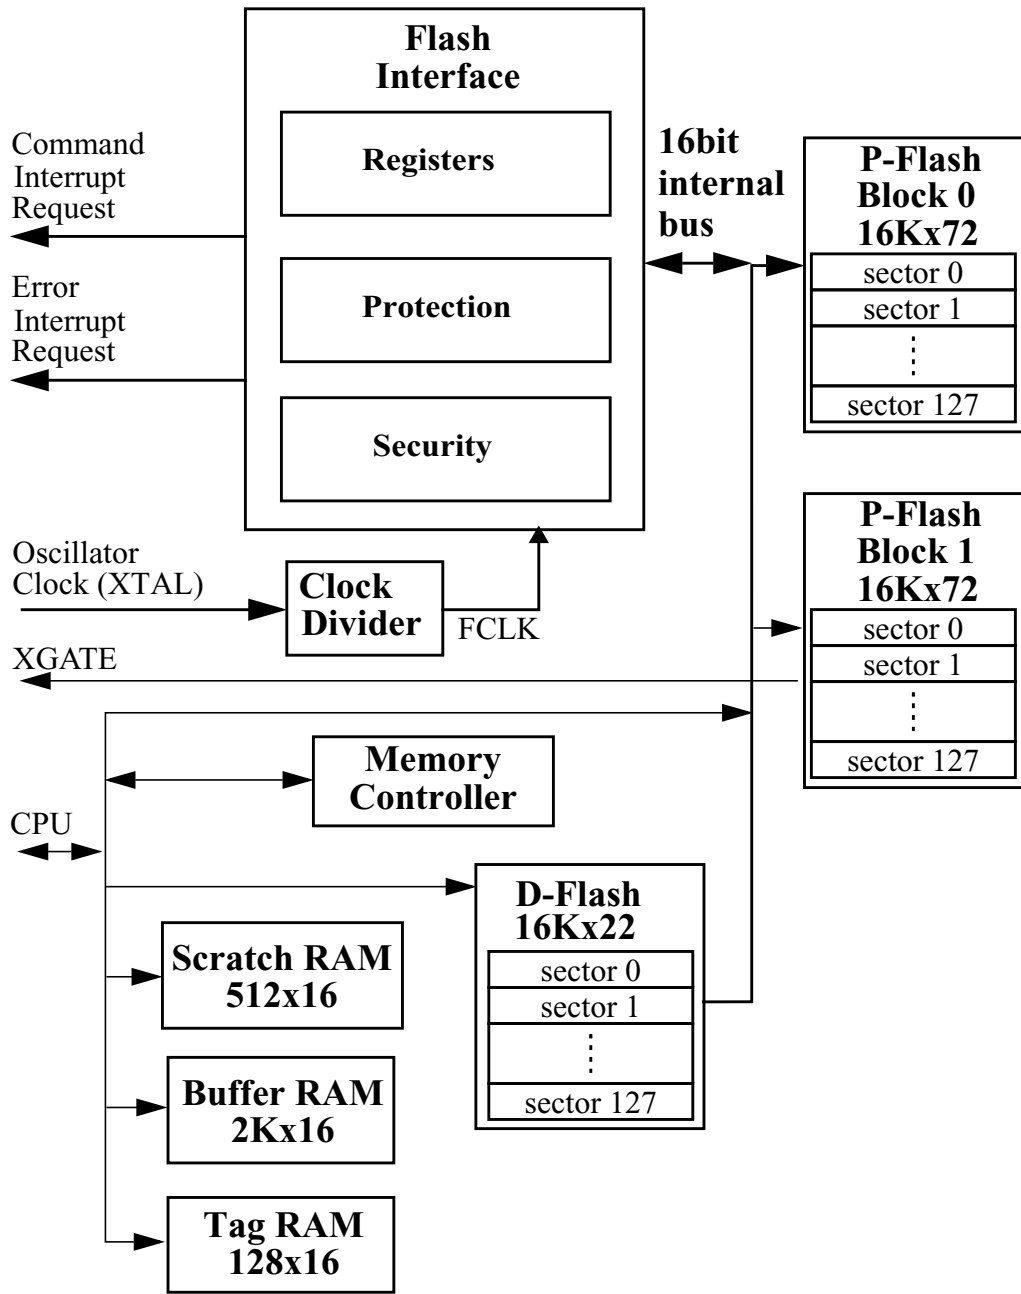 Flash
Interface
Registers
Protection
Security
Command
Interrupt
Request
Error
Interrupt
Request
16bit
internal
bus
P-Flash
Block 0
16Kx72
sector 0
sector 1
sector 127
Oscillator
Clock (XTAL)
Clock
Divider
FCLK
P-Flash
Block 1
16Kx72
sector 0
sector 1
sector 127
XGATE
Memory
Controller
CPU
D-Flash
16Kx22
sector 0
sector 1
sector 127
Scratch RAM
512x16
Buffer RAM
2Kx16
Tag RAM
128x16